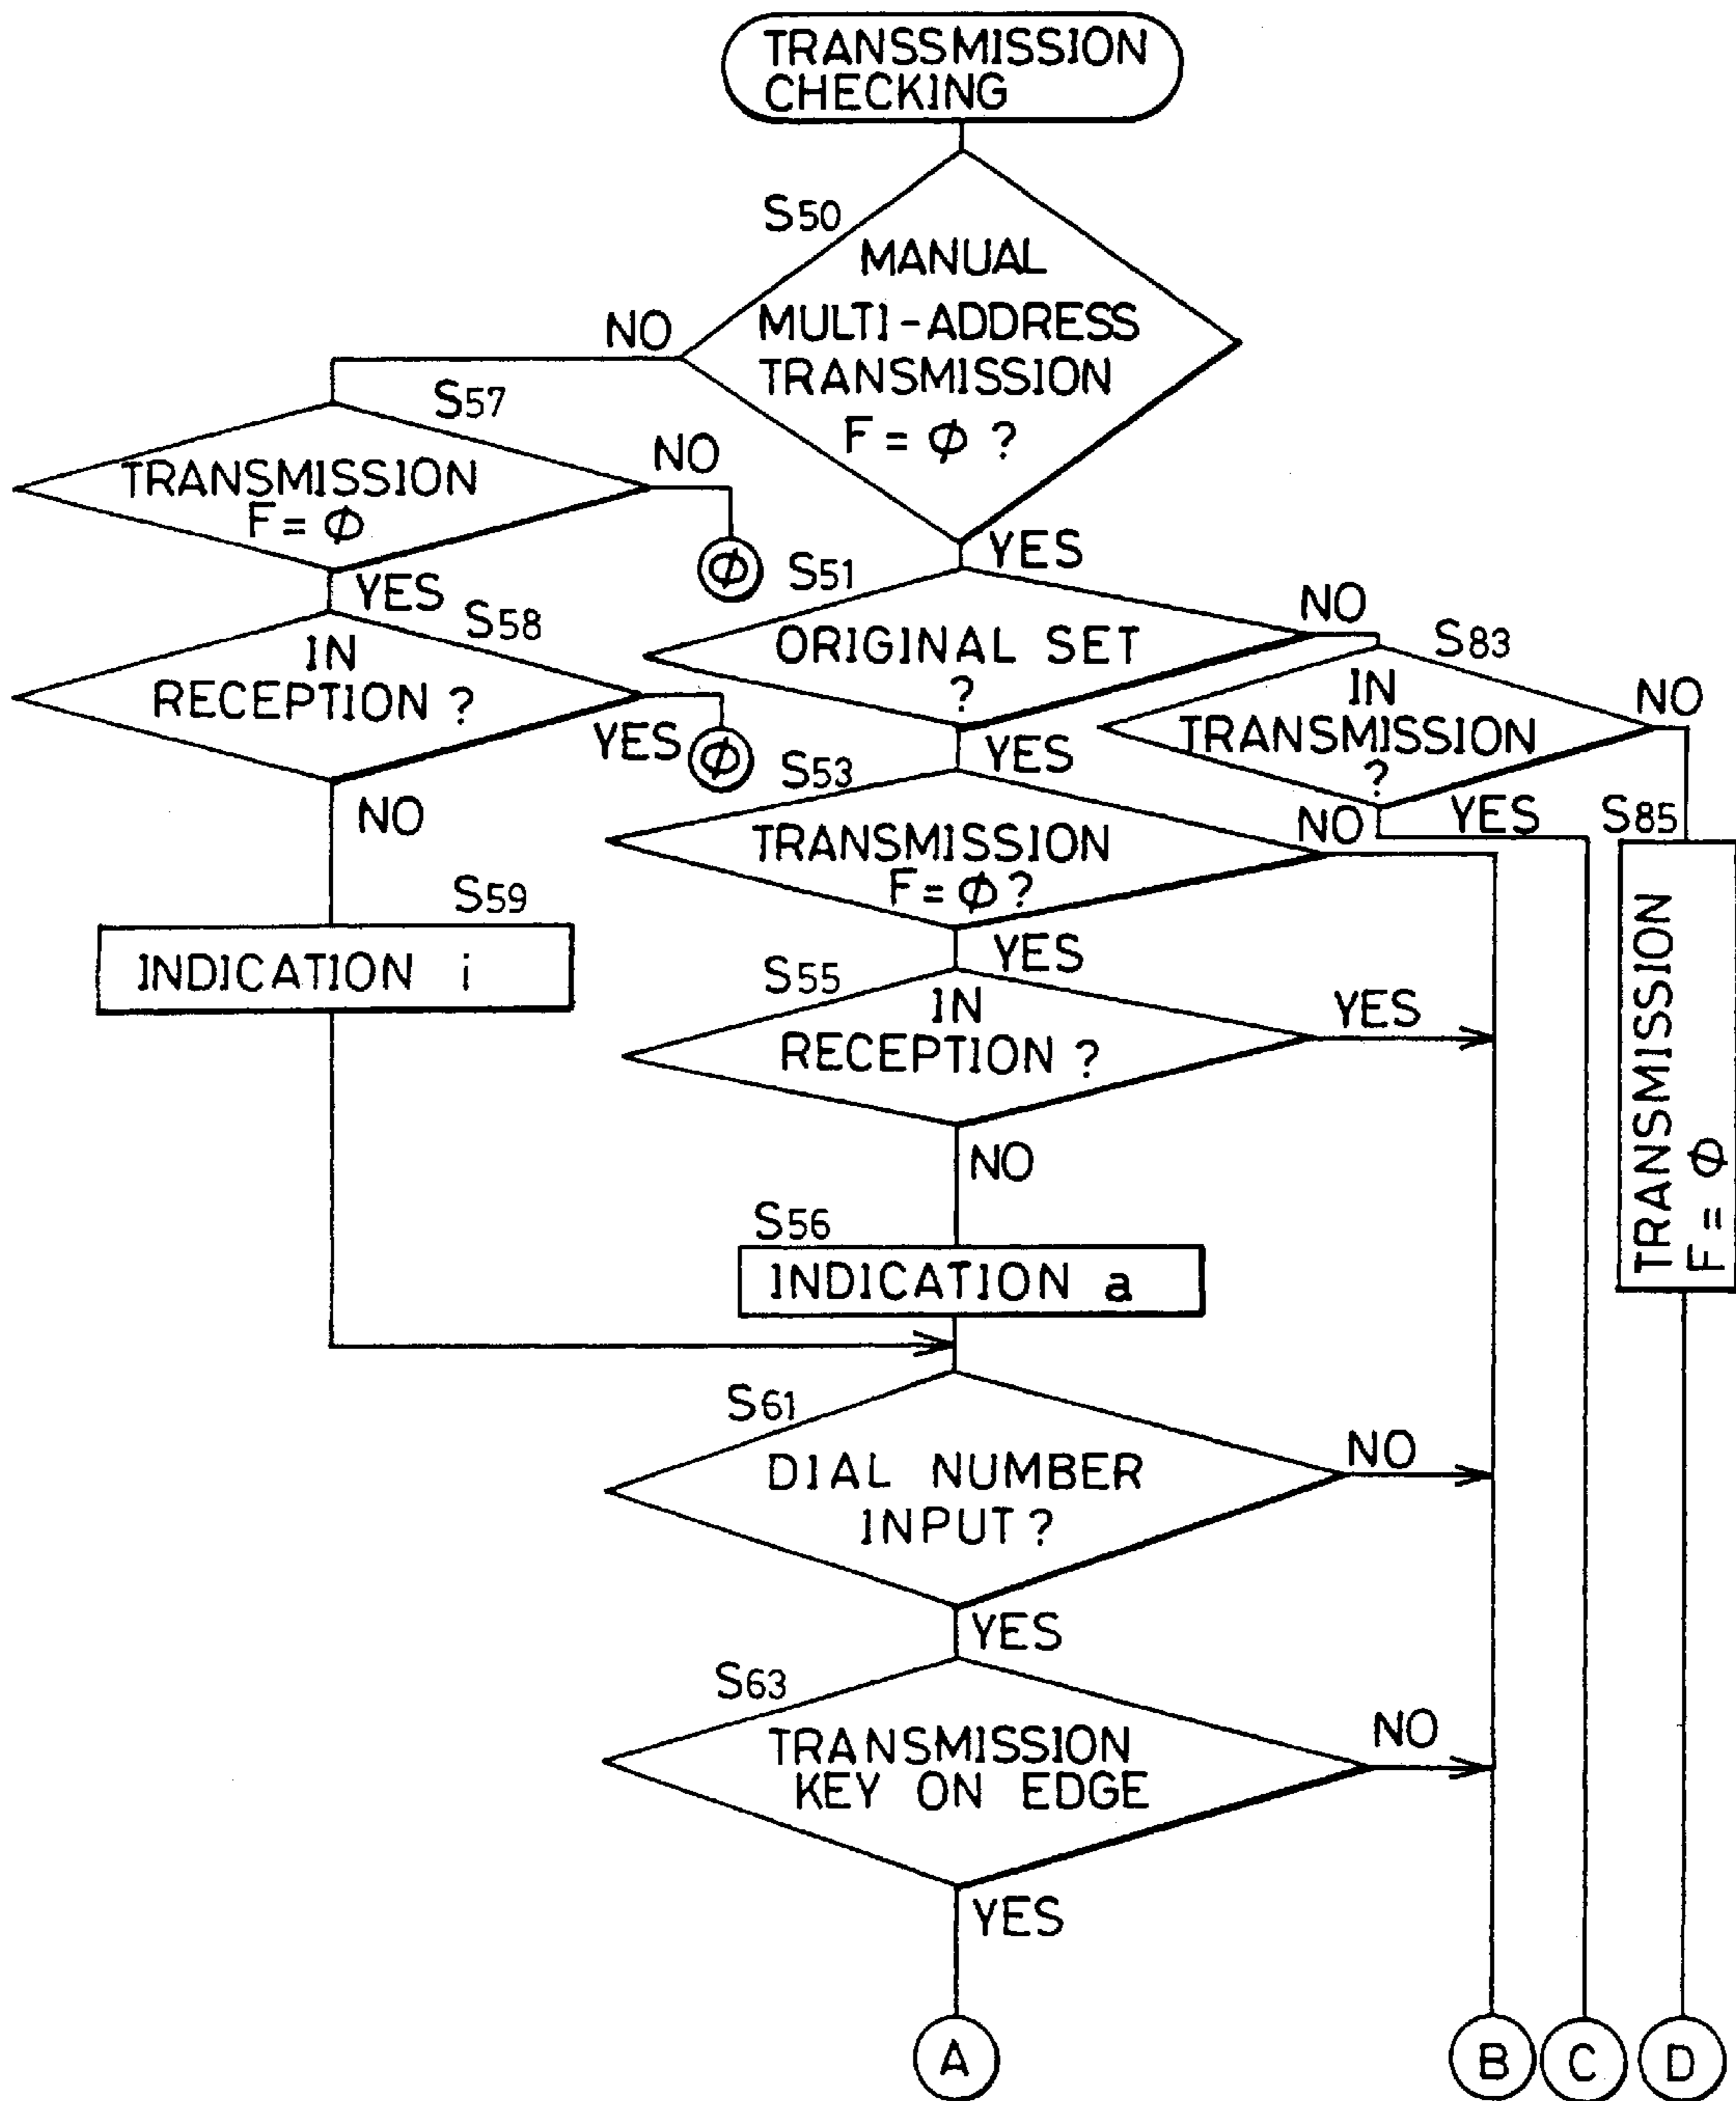 TRANSSMISSION
CHECKING
S50
MANUAL
MULTI-ADDRESS
TRANSMISSION
F = ϕ ?
NO
YES
S57
TRANSMISSION
F = ϕ
NO
ϕ
YES
S58
IN
RECEPTION ?
YES
ϕ
NO
S59
INDICATION i
S51
ORIGINAL SET
?
NO
YES
S83
IN
TRANSMISSION
?
NO
YES
S85
TRANSMISSION
F = ϕ
S53
TRANSMISSION
F = ϕ ?
NO
YES
S55
IN
RECEPTION ?
YES
NO
S56
INDICATION a
S61
DIAL NUMBER
INPUT ?
NO
YES
S63
TRANSMISSION
KEY ON EDGE
NO
YES
A
B
C
D